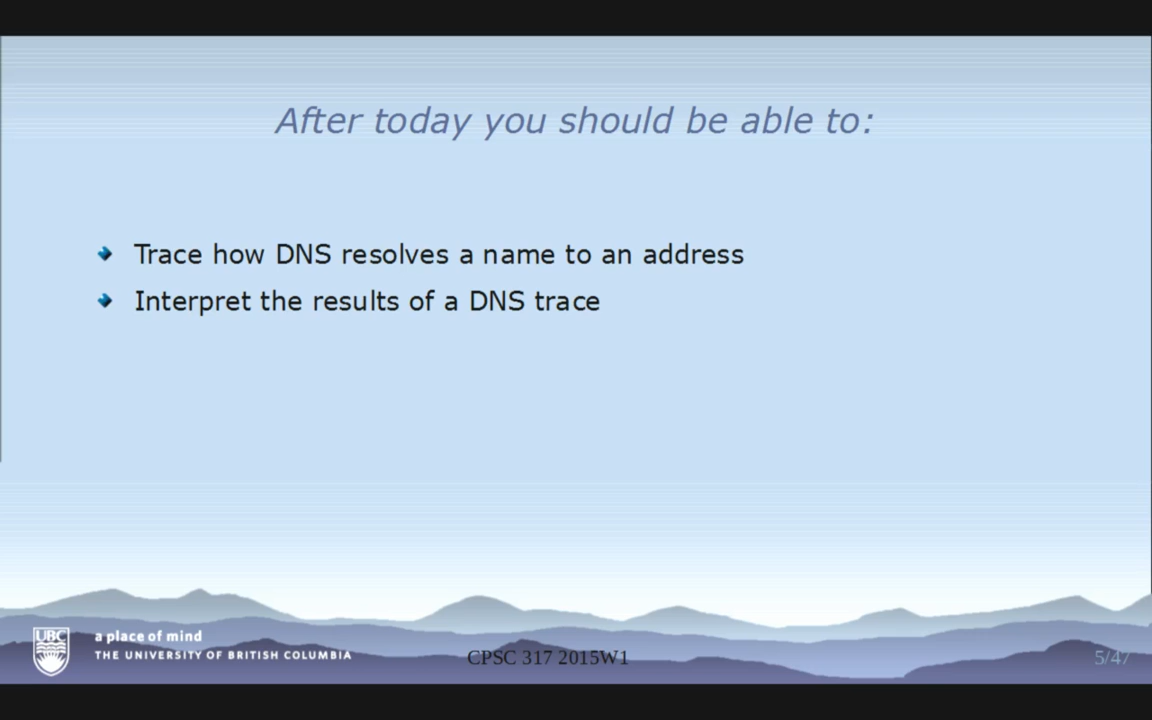 After today you should be able to:
Trace how DNS resolves a name to an address
Interpret the results of a DNS trace
UBC
a place of mind
THE UNIVERSITY OF BRITISH COLUMBIA
CPSC 317 2015W1
5/47